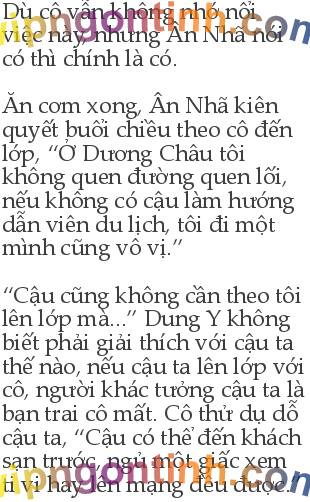 Dù cô vẫn không nhớ nổi
việc này, nhưng Ân Nhã nói
có thì chính là có.
Ăn cơm xong, Ân Nhã kiên
quyết buổi chiều theo cô đến
lớp, “Ở Dương Châu tôi
không quen đường quen lối,
nếu không có cậu làm hướng
dẫn viên du lịch, tôi đi một
mình cũng vô vị.”
“Cậu cũng không cần theo tôi
lên lớp mà...” Dung Y không
biết phải giải thích với cậu ta
thế nào, nếu cậu ta lên lớp với
cô, người khác tưởng cậu ta là
bạn trai cô mất. Cô thử dụ dỗ
cậu ta, “Cậu có thể đến khách
sạn trước, ngủ một giấc xem
ti vi hay lên mạng đều được.”